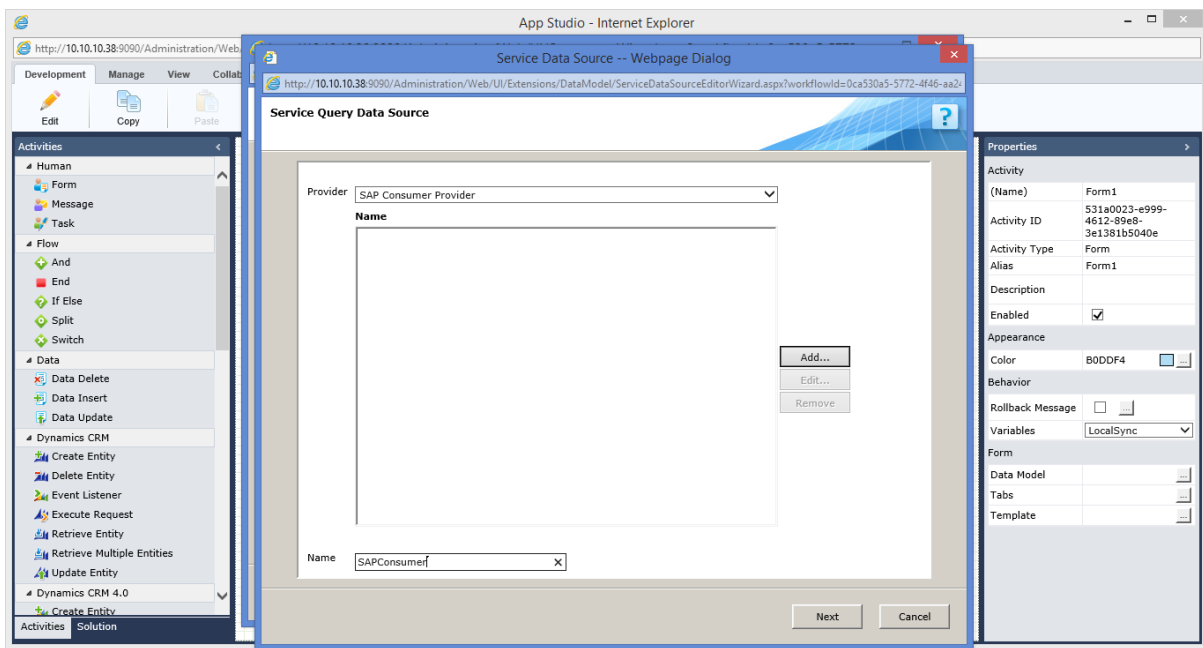 App Studio - Internet Explorer
http://10.10.10.38:9090/Administration/Web/
Development Manage View Collab
Edit Copy Paste
Activities
Human
Form
Message
Task
Flow
And
End
If Else
Split
Switch
Data
Data Delete
Data Insert
Data Update
Dynamics CRM
Create Entity
Delete Entity
Event Listener
Execute Request
Retrieve Entity
Retrieve Multiple Entities
Update Entity
Dynamics CRM 4.0
Create Entity
Activities Solution
Service Data Source -- Webpage Dialog
http://10.10.10.38:9090/Administration/Web/UI/Extensions/DataModel/ServiceDataSourceEditorWizard.aspx?workflowId=0ca530a5-5772-4f46-aa24
Service Query Data Source
?
Provider SAP Consumer Provider
Name
Add...
Edit...
Remove
Name SAPConsumer
Next Cancel
Properties
Activity
(Name) Form1
Activity ID 531a0023-e999-
4612-89e8-
3e1381b5040e
Activity Type Form
Alias Form1
Description
Enabled
Appearance
Color B0DDF4 ...
Behavior
Rollback Message ...
Variables LocalSync
Form
Data Model ...
Tabs ...
Template ...